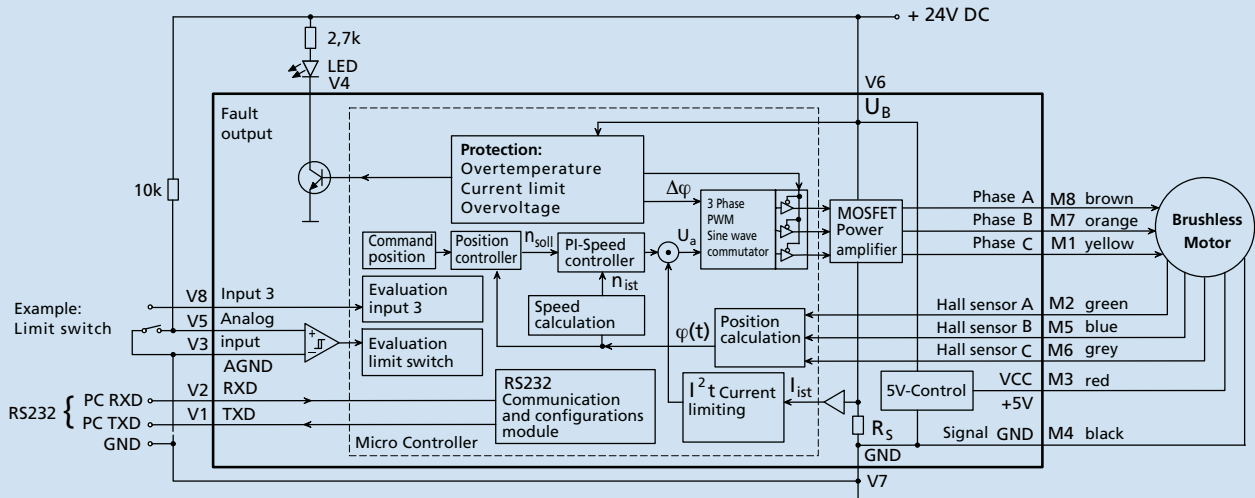 + 24V DC
2,7k
LED
V4
V6
Fault
output
U_B
10k
Protection:
Overtemperature
Current limit
Overvoltage
Δφ
3 Phase
PWM
Sine wave
commutator
MOSFET
Power
amplifier
Phase A M8 brown
Phase B M7 orange
Phase C M1 yellow
Brushless
Motor
Command
position
Position
controller
n_soll
PI-Speed
controller
U_a
n_ist
Example:
Limit switch
V8 Input 3
V5 Analog
V3 input
AGND
Evaluation
input 3
Evaluation
limit switch
Speed
calculation
φ(t)
Position
calculation
Hall sensor A M2 green
Hall sensor B M5 blue
Hall sensor C M6 grey
RS232
PC RXD V2 RXD
PC TXD V1 TXD
GND
RS232
Communication
and configurations
module
I²t Current
limiting
I_ist
5V-Control
VCC M3 red
+5V
R_S
Signal GND M4 black
GND
Micro Controller
V7